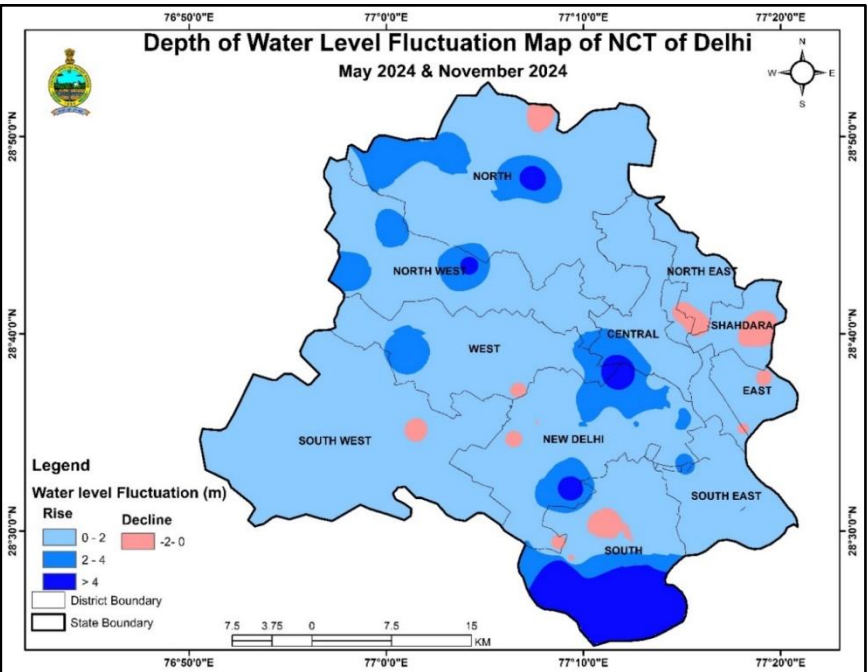 76°50'0"E 77°0'0"E 77°10'0"E 77°20'0"E
Depth of Water Level Fluctuation Map of NCT of Delhi
May 2024 & November 2024
N
W E
S
28°50'0"N 28°50'0"N
NORTH
NORTH WEST
NORTH EAST
28°40'0"N 28°40'0"N
SHAHDARA
CENTRAL
WEST
EAST
SOUTH WEST
NEW DELHI
SOUTH EAST
28°30'0"N 28°30'0"N
SOUTH
Legend
Water level Fluctuation (m)
Rise Decline
0 - 2 -2- 0
2 - 4
> 4
District Boundary
State Boundary
7.5 3.75 0 7.5 15
KM
76°50'0"E 77°0'0"E 77°10'0"E 77°20'0"E